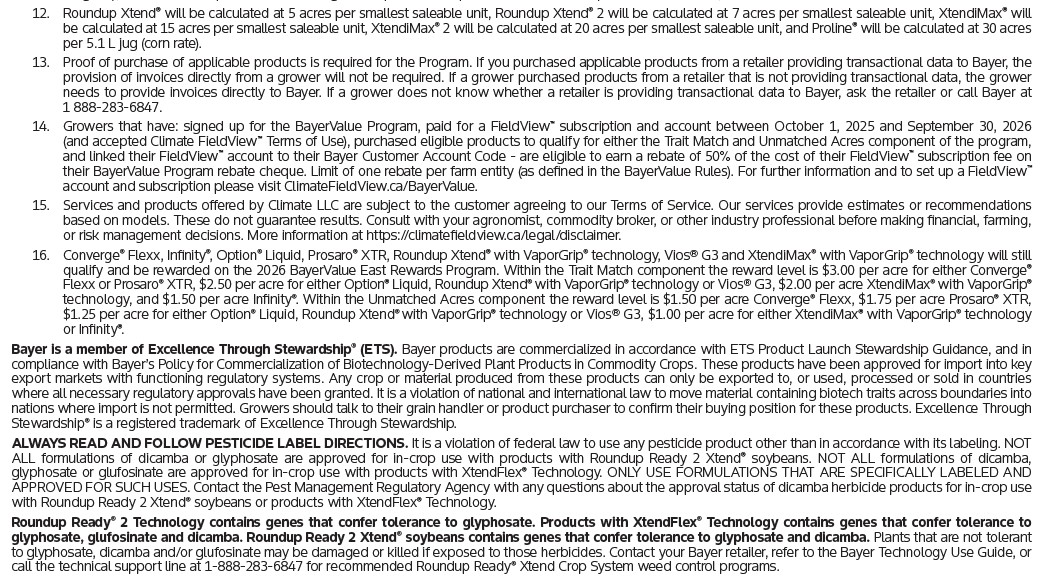 12. Roundup Xtend® will be calculated at 5 acres per smallest saleable unit, Roundup Xtend® 2 will be calculated at 7 acres per smallest saleable unit, XtendiMax® will
be calculated at 15 acres per smallest saleable unit, XtendiMax® 2 will be calculated at 20 acres per smallest saleable unit, and Proline® will be calculated at 30 acres
per 5.1 L jug (corn rate).
13. Proof of purchase of applicable products is required for the Program. If you purchased applicable products from a retailer providing transactional data to Bayer, the
provision of invoices directly from a grower will not be required. If a grower purchased products from a retailer that is not providing transactional data, the grower
needs to provide invoices directly to Bayer. If a grower does not know whether a retailer is providing transactional data to Bayer, ask the retailer or call Bayer at
1 888-283-6847.
14. Growers that have: signed up for the BayerValue Program, paid for a FieldView™ subscription and account between October 1, 2025 and September 30, 2026
(and accepted Climate FieldView™ Terms of Use), purchased eligible products to qualify for either the Trait Match and Unmatched Acres component of the program,
and linked their FieldView™ account to their Bayer Customer Account Code - are eligible to earn a rebate of 50% of the cost of their FieldView™ subscription fee on
their BayerValue Program rebate cheque. Limit of one rebate per farm entity (as defined in the BayerValue Rules). For further information and to set up a FieldView™
account and subscription please visit ClimateFieldView.ca/BayerValue.
15. Services and products offered by Climate LLC are subject to the customer agreeing to our Terms of Service. Our services provide estimates or recommendations
based on models. These do not guarantee results. Consult with your agronomist, commodity broker, or other industry professional before making financial, farming,
or risk management decisions. More information at https://climatefieldview.ca/legal/disclaimer.
16. Converge® Flexx, Infinity®, Option® Liquid, Prosaro® XTR, Roundup Xtend® with VaporGrip® technology, Vios® G3 and XtendiMax® with VaporGrip® technology will still
qualify and be rewarded on the 2026 BayerValue East Rewards Program. Within the Trait Match component the reward level is $3.00 per acre for either Converge®
Flexx or Prosaro® XTR, $2.50 per acre for either Option® Liquid, Roundup Xtend® with VaporGrip® technology or Vios® G3, $2.00 per acre XtendiMax® with VaporGrip®
technology, and $1.50 per acre Infinity®. Within the Unmatched Acres component the reward level is $1.50 per acre Converge® Flexx, $1.75 per acre Prosaro® XTR,
$1.25 per acre for either Option® Liquid, Roundup Xtend® with VaporGrip® technology or Vios® G3, $1.00 per acre for either XtendiMax® with VaporGrip® technology
or Infinity®.
Bayer is a member of Excellence Through Stewardship® (ETS). Bayer products are commercialized in accordance with ETS Product Launch Stewardship Guidance, and in
compliance with Bayer's Policy for Commercialization of Biotechnology-Derived Plant Products in Commodity Crops. These products have been approved for import into key
export markets with functioning regulatory systems. Any crop or material produced from these products can only be exported to, or used, processed or sold in countries
where all necessary regulatory approvals have been granted. It is a violation of national and international law to move material containing biotech traits across boundaries into
nations where import is not permitted. Growers should talk to their grain handler or product purchaser to confirm their buying position for these products. Excellence Through
Stewardship® is a registered trademark of Excellence Through Stewardship.
ALWAYS READ AND FOLLOW PESTICIDE LABEL DIRECTIONS. It is a violation of federal law to use any pesticide product other than in accordance with its labeling. NOT
ALL formulations of dicamba or glyphosate are approved for in-crop use with products with Roundup Ready 2 Xtend® soybeans. NOT ALL formulations of dicamba,
glyphosate or glufosinate are approved for in-crop use with products with XtendFlex® Technology. ONLY USE FORMULATIONS THAT ARE SPECIFICALLY LABELED AND
APPROVED FOR SUCH USES. Contact the Pest Management Regulatory Agency with any questions about the approval status of dicamba herbicide products for in-crop use
with Roundup Ready 2 Xtend® soybeans or products with XtendFlex® Technology.
Roundup Ready® 2 Technology contains genes that confer tolerance to glyphosate. Products with XtendFlex® Technology contains genes that confer tolerance to
glyphosate, glufosinate and dicamba. Roundup Ready 2 Xtend® soybeans contains genes that confer tolerance to glyphosate and dicamba. Plants that are not tolerant
to glyphosate, dicamba and/or glufosinate may be damaged or killed if exposed to those herbicides. Contact your Bayer retailer, refer to the Bayer Technology Use Guide, or
call the technical support line at 1-888-283-6847 for recommended Roundup Ready® Xtend Crop System weed control programs.